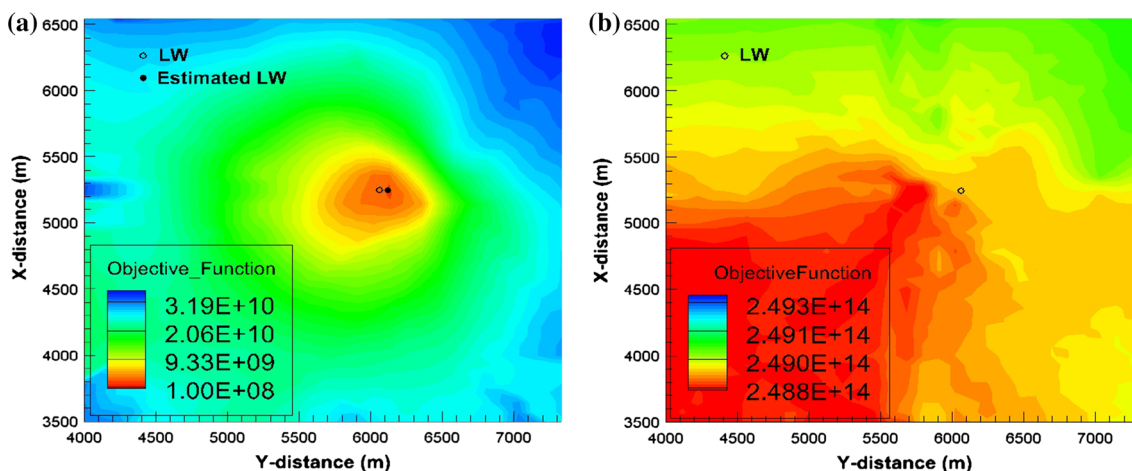 (a)
LW
Estimated LW
X-distance (m)
6500
6000
5500
5000
4500
4000
3500
Objective_Function
3.19E+10
2.06E+10
9.33E+09
1.00E+08
4000
4500
5000
5500
6000
6500
7000
Y-distance (m)
(b)
LW
X-distance (m)
6500
6000
5500
5000
4500
4000
3500
ObjectiveFunction
2.493E+14
2.491E+14
2.490E+14
2.488E+14
4000
4500
5000
5500
6000
6500
7000
Y-distance (m)